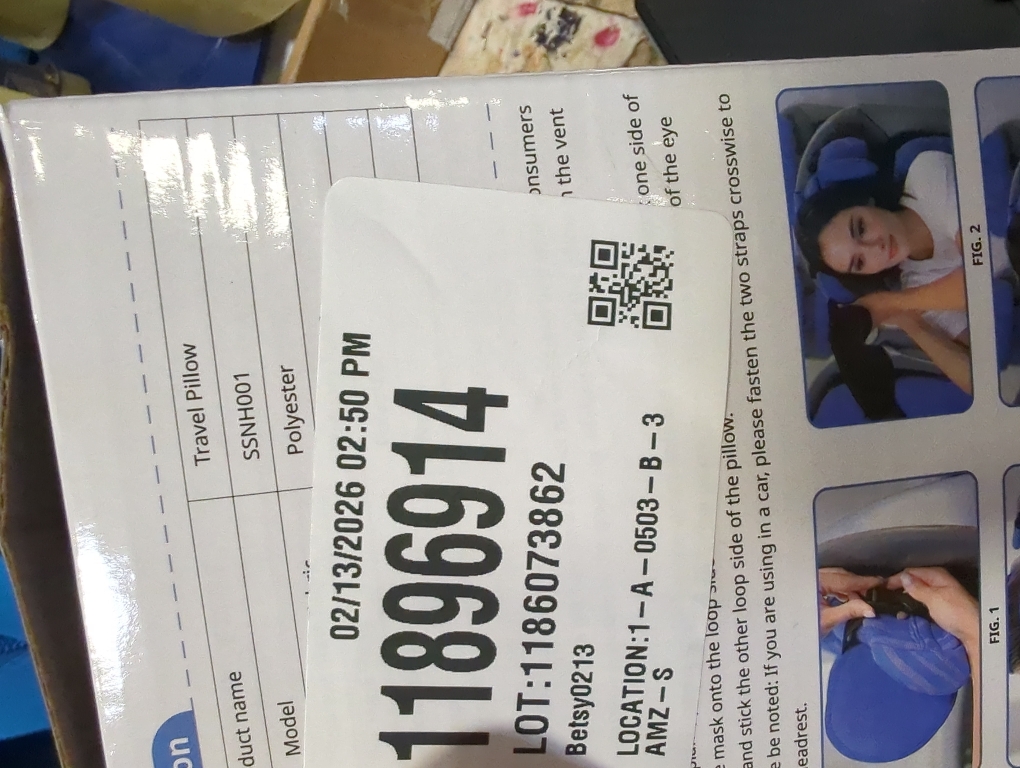 on
duct name
Travel Pillow
Model
SSNH001
Polyester
onsumers
the vent
one side of
of the eye
mask onto the loop
and stick the other loop side of the pillow.
be noted: If you are using in a car, please fasten the two straps crosswise to
eadrest.
02/13/2026 02:50 PM
11896914
LOT:1186073862
Betsy0213
LOCATION:1-A-0503-B-3
AMZ-S
FIG. 1
FIG. 2